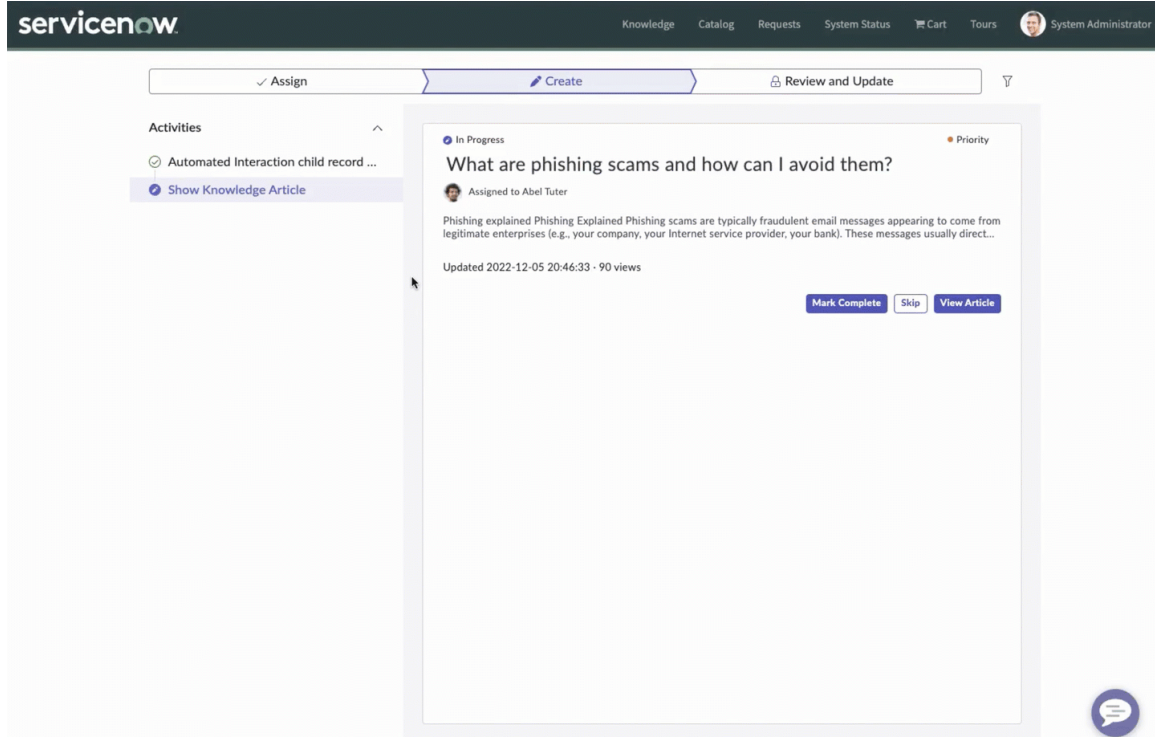 servicenow
Knowledge Catalog Requests System Status Cart Tours System Administrator
Assign Create Review and Update
Activities
Automated Interaction child record ...
Show Knowledge Article
In Progress Priority
What are phishing scams and how can I avoid them?
Assigned to Abel Tuter
Phishing explained Phishing Explained Phishing scams are typically fraudulent email messages appearing to come from
legitimate enterprises (e.g., your company, your Internet service provider, your bank). These messages usually direct...
Updated 2022-12-05 20:46:33 · 90 views
Mark Complete Skip View Article